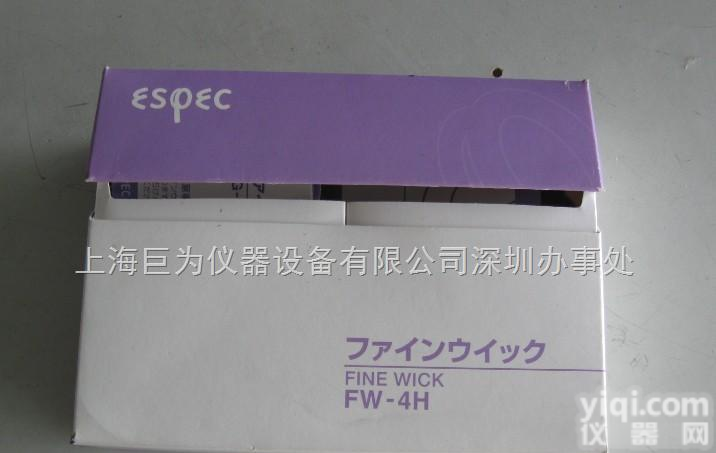 espec
上海巨为仪器设备有限公司深圳办事处
ファインウイック
FINE WICK
FW-4H
yiqi.com
仪器网